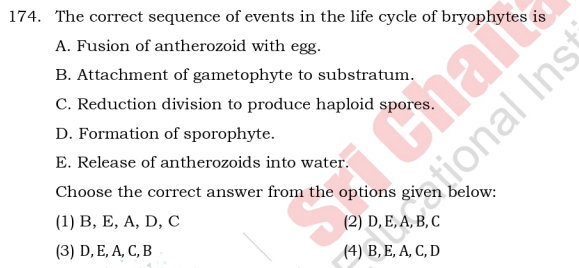 174. The correct sequence of events in the life cycle of bryophytes is
A. Fusion of antherozoid with egg.
B. Attachment of gametophyte to substratum.
C. Reduction division to produce haploid spores.
D. Formation of sporophyte.
E. Release of antherozoids into water.
Choose the correct answer from the options given below:
(1) B, E, A, D, C (2) D, E, A, B, C
(3) D, E, A, C, B (4) B, E, A, C, D
Sri Chaita
Educational Insti